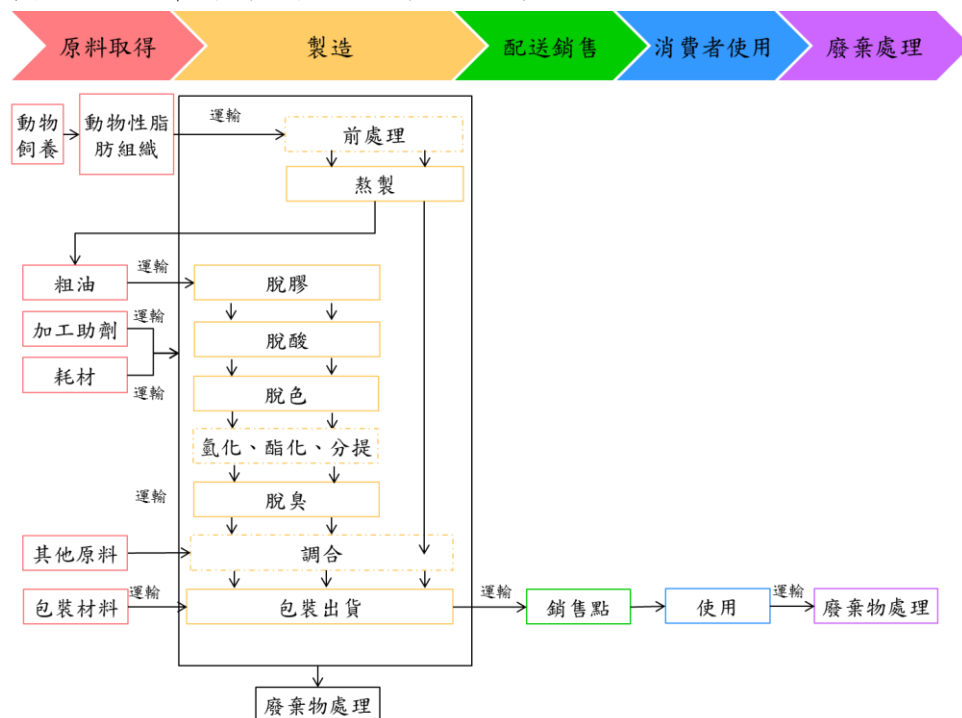 原料取得
製造
配送銷售
消費者使用
廢棄處理
動物
飼養
動物性脂
肪組織
運輸
前處理
熬製
粗油
運輸
脫膠
加工助劑
運輸
脫酸
耗材
運輸
脫色
氫化、酯化、分提
運輸
脫臭
其他原料
調合
包裝材料
運輸
包裝出貨
運輸
銷售點
使用
運輸
廢棄物處理
廢棄物處理